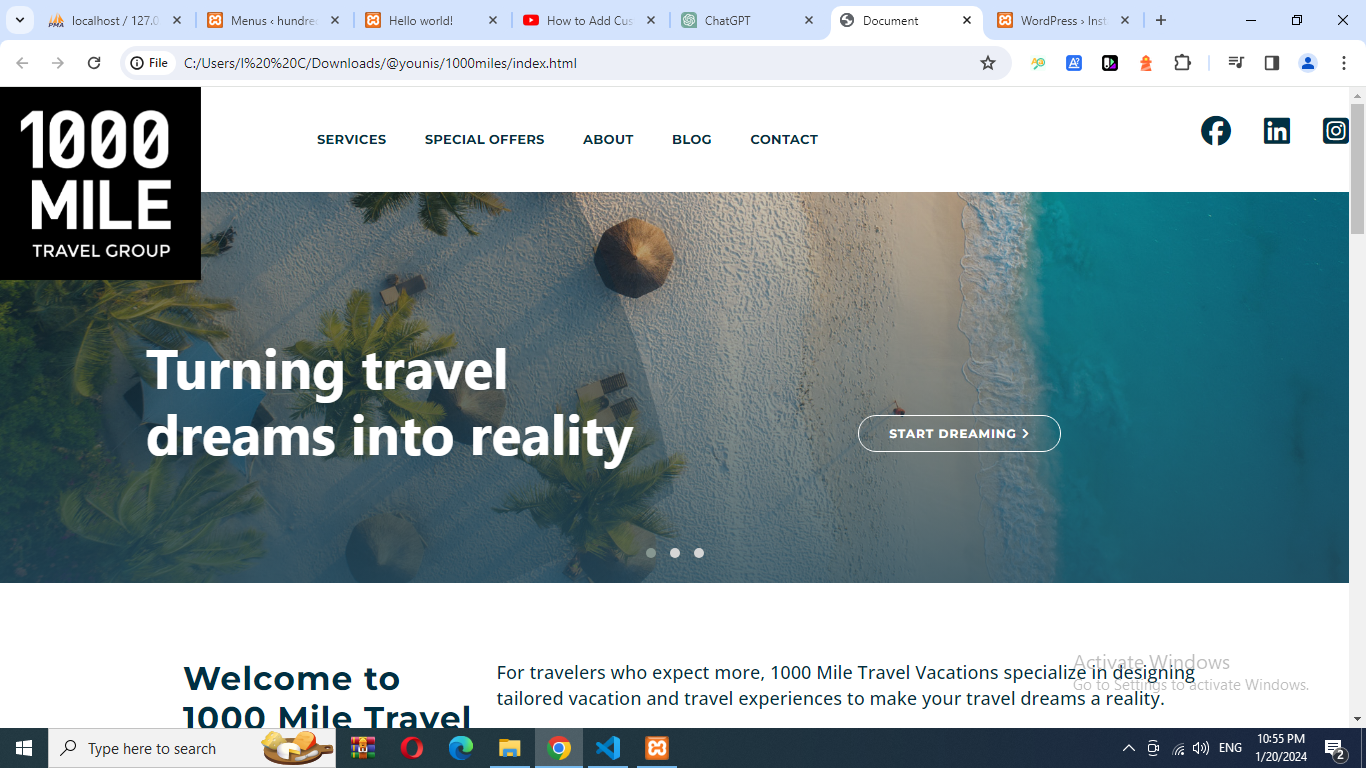 localhost / 127.0
Menus ‹ hundre
Hello world!
How to Add Cus
ChatGPT
Document
WordPress › Inst
File
C:/Users/I%20%20C/Downloads/@younis/1000miles/index.html
1000
MILE
TRAVEL GROUP
SERVICES
SPECIAL OFFERS
ABOUT
BLOG
CONTACT
Turning travel
dreams into reality
START DREAMING
Welcome to
1000 Mile Travel
For travelers who expect more, 1000 Mile Travel Vacations specialize in designing
tailored vacation and travel experiences to make your travel dreams a reality.
Activate Windows
Go to Settings to activate Windows.
Type here to search
ENG
10:55 PM
1/20/2024
2